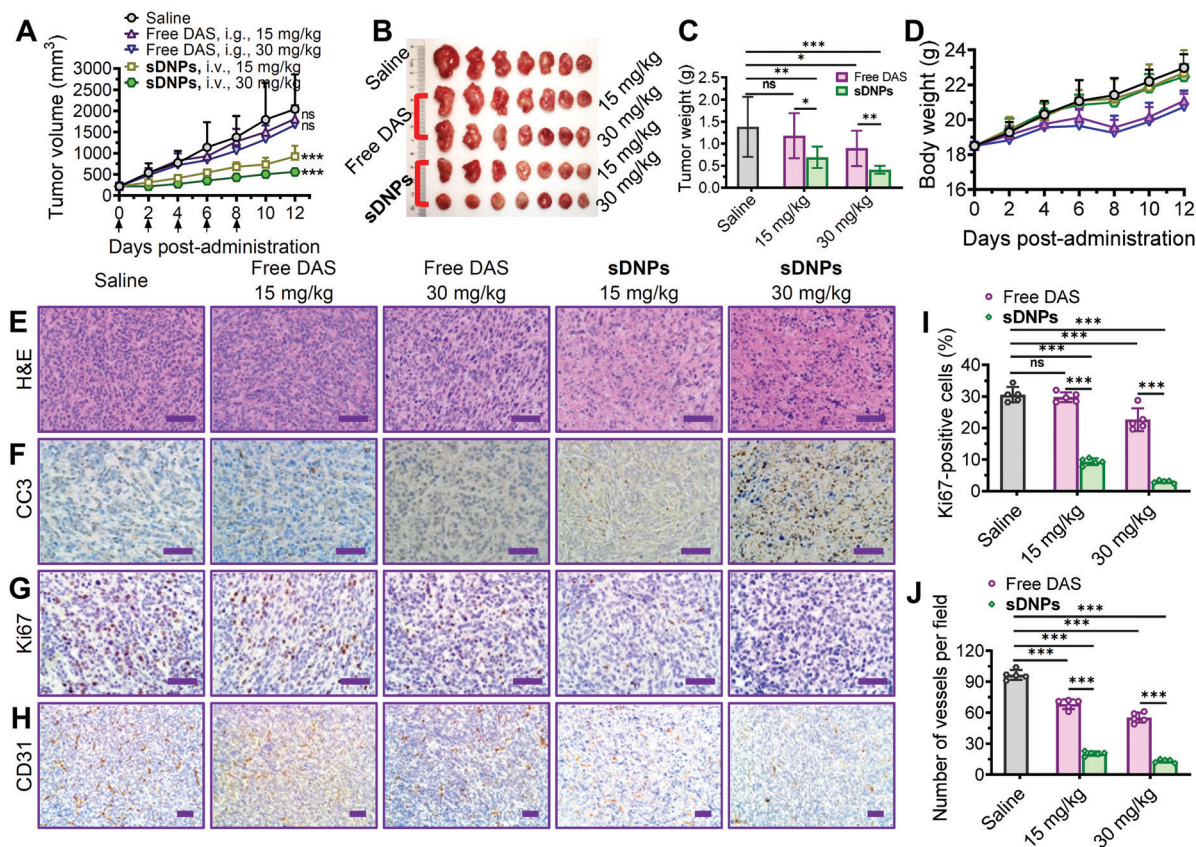 A
Saline
Free DAS, i.g., 15 mg/kg
Free DAS, i.g., 30 mg/kg
sDNPs, i.v., 15 mg/kg
sDNPs, i.v., 30 mg/kg
Tumor volume (mm³)
3000
2500
2000
1500
1000
500
0
ns
ns
***
***
0 2 4 6 8 10 12
Days post-administration
B
Saline
Free DAS
sDNPs
15 mg/kg
30 mg/kg
15 mg/kg
30 mg/kg
C
Tumor weight (g)
2.5
2.0
1.5
1.0
0.5
0.0
***
*
**
ns
*
**
Free DAS
sDNPs
Saline
15 mg/kg
30 mg/kg
D
Body weight (g)
24
22
20
18
16
0 2 4 6 8 10 12
Days post-administration
Saline
Free DAS
15 mg/kg
Free DAS
30 mg/kg
sDNPs
15 mg/kg
sDNPs
30 mg/kg
E
H&E
F
CC3
G
Ki67
H
CD31
I
Free DAS
sDNPs
Ki67-positive cells (%)
40
30
20
10
0
***
***
***
ns
***
***
Saline
15 mg/kg
30 mg/kg
J
Free DAS
sDNPs
Number of vessels per field
120
90
60
30
0
***
***
***
***
***
***
Saline
15 mg/kg
30 mg/kg